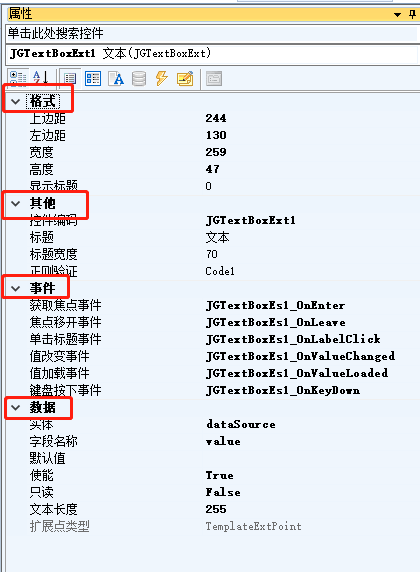 属性
单击此处搜索控件
JGTextBoxExt1 文本(JGTextBoxExt)
格式
上边距 244
左边距 130
宽度 259
高度 47
显示标题 0
其他
控件编码 JGTextBoxExt1
标题 文本
标题宽度 70
正则验证 Code1
事件
获取焦点事件 JGTextBoxEs1_OnEnter
焦点移开事件 JGTextBoxEs1_OnLeave
单击标题事件 JGTextBoxEs1_OnLabelClick
值改变事件 JGTextBoxEs1_OnValueChanged
值加载事件 JGTextBoxEs1_OnValueLoaded
键盘按下事件 JGTextBoxEs1_OnKeyDown
数据
实体 dataSource
字段名称 value
默认值
使能 True
只读 False
文本长度 255
扩展点类型 TemplateExtPoint